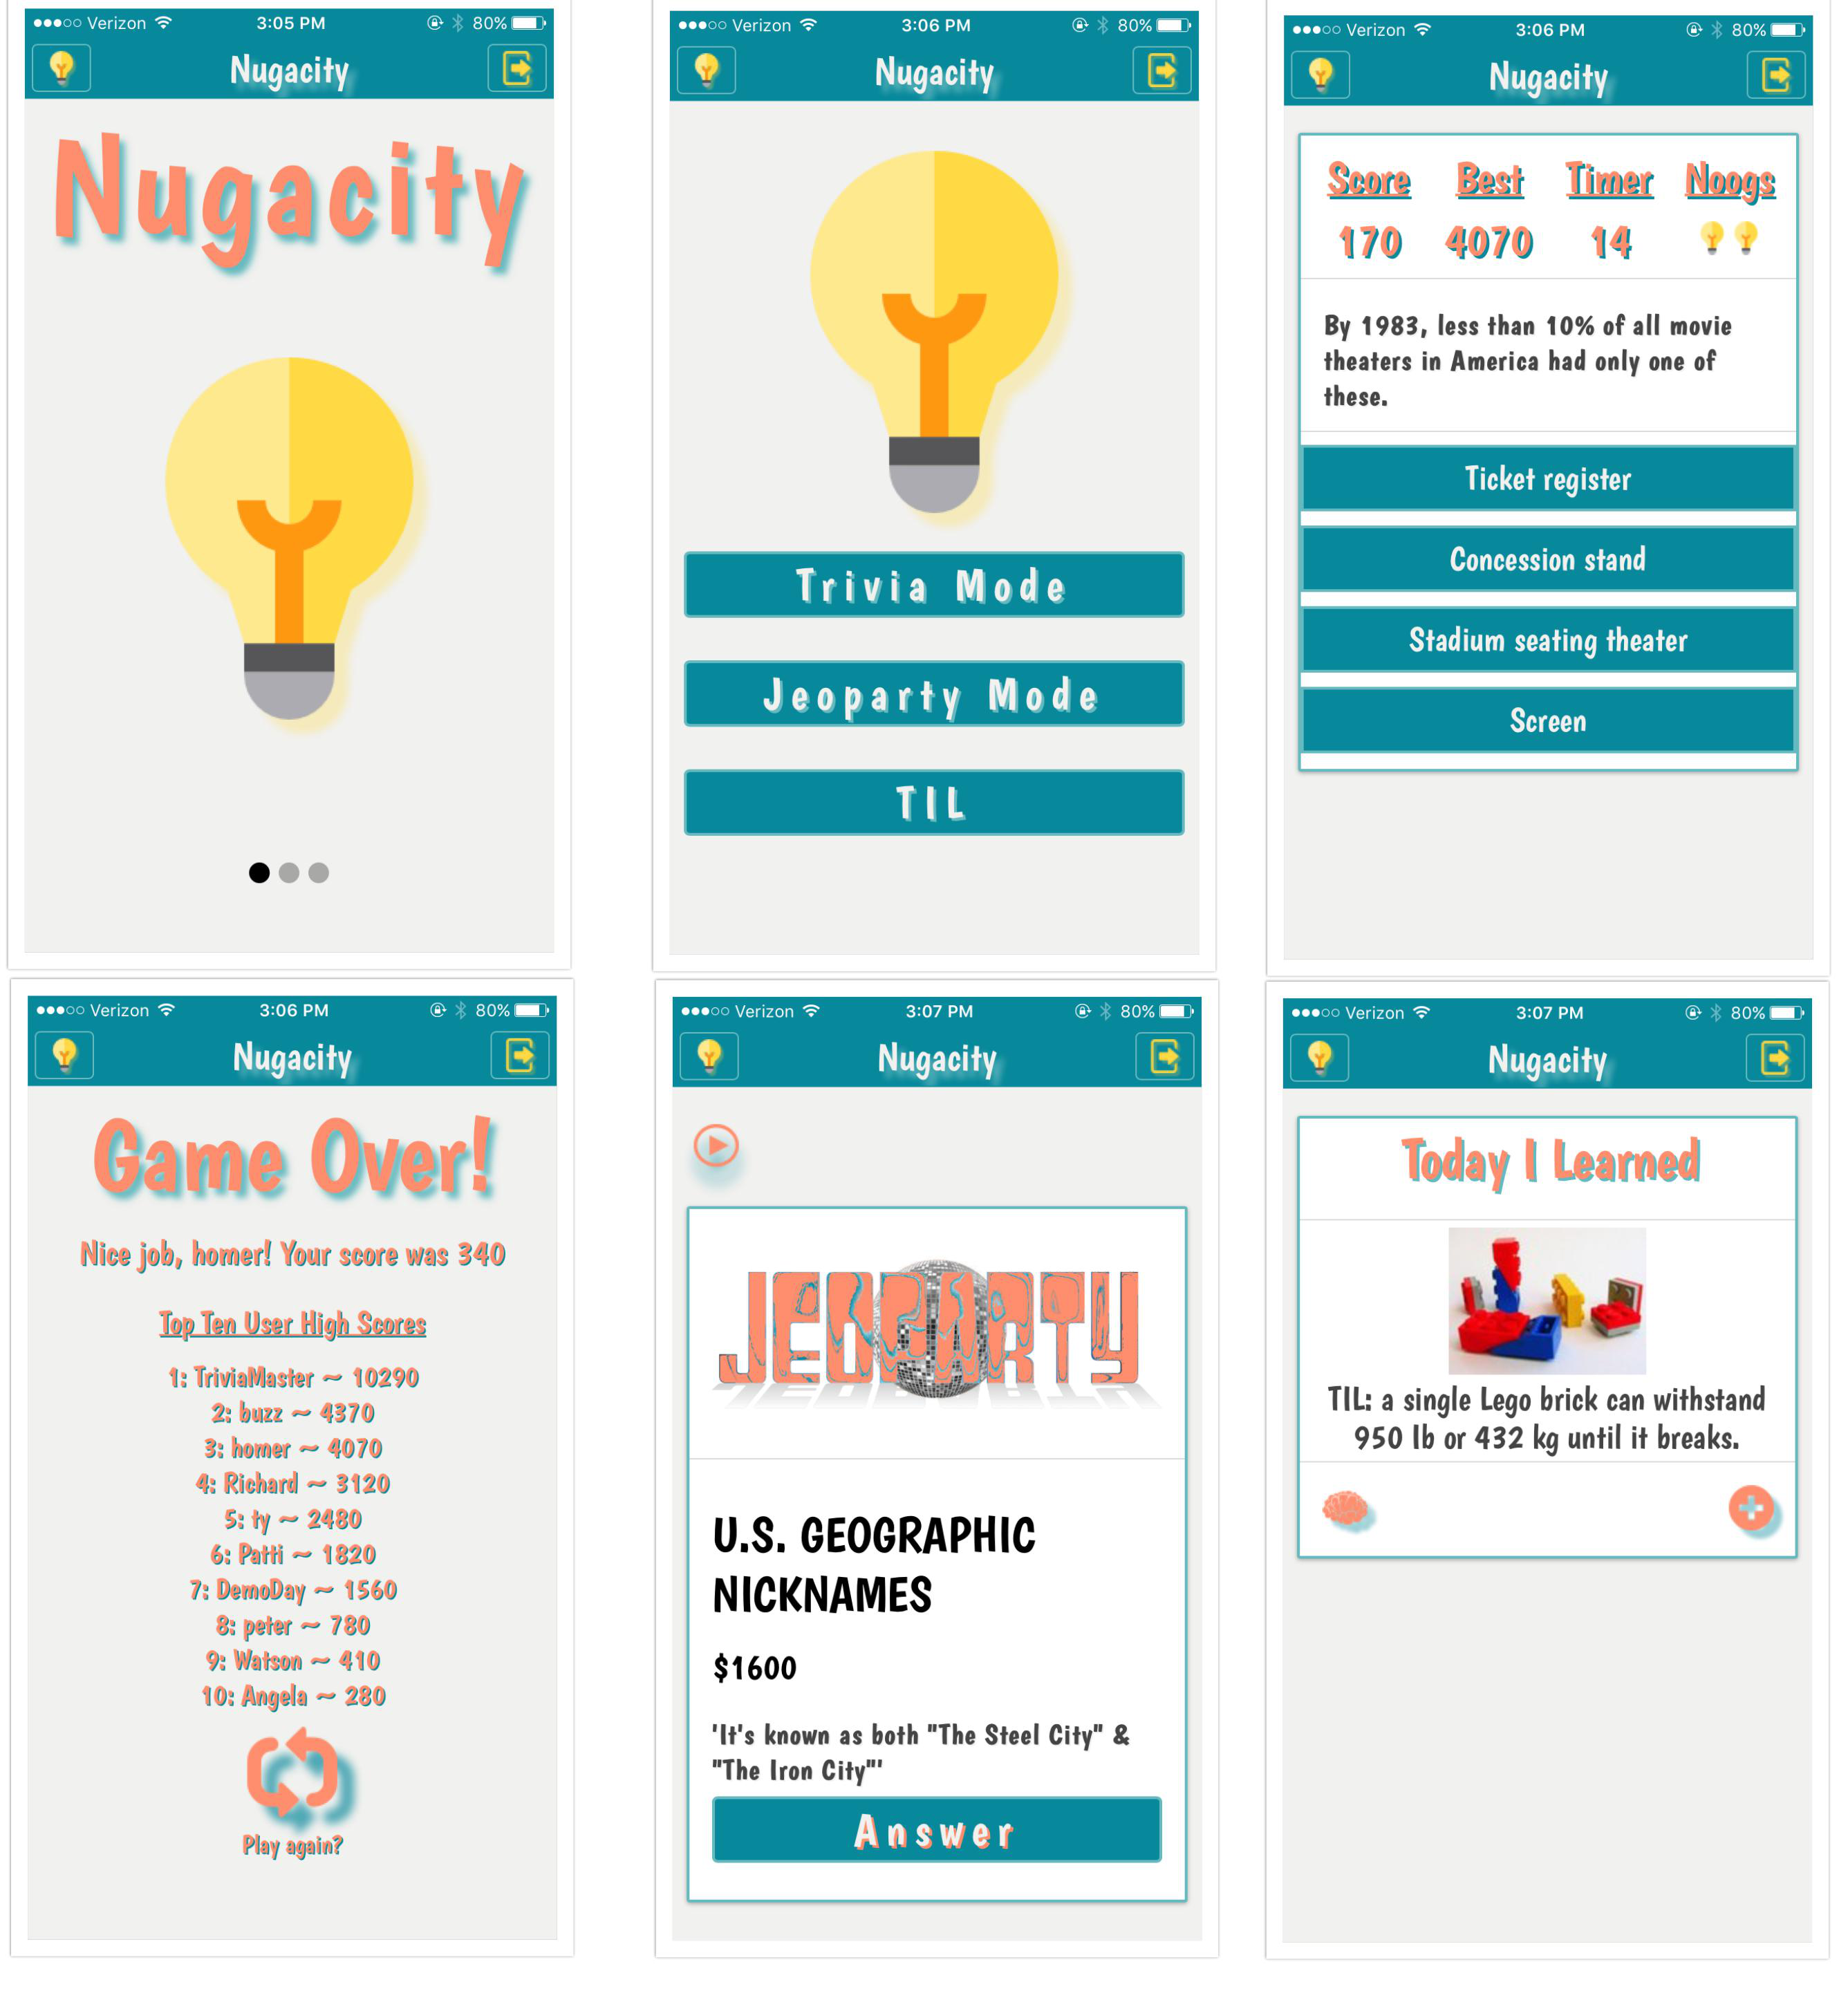 Verizon 3:05 PM 80%
Nugacity
Nugacity
Verizon 3:06 PM 80%
Nugacity
Trivia Mode
Jeoparty Mode
TIL
Verizon 3:06 PM 80%
Nugacity
Score Best Timer Noogs
170 4070 14
By 1983, less than 10% of all movie
theaters in America had only one of
these.
Ticket register
Concession stand
Stadium seating theater
Screen
Verizon 3:06 PM 80%
Nugacity
Game Over!
Nice job, homer! Your score was 340
Top Ten User High Scores
1: TriviaMaster ~ 10290
2: buzz ~ 4370
3: homer ~ 4070
4: Richard ~ 3120
5: ty ~ 2480
6: Patti ~ 1820
7: DemoDay ~ 1560
8: peter ~ 780
9: Watson ~ 410
10: Angela ~ 280
Play again?
Verizon 3:07 PM 80%
Nugacity
JEOPARTY
U.S. GEOGRAPHIC
NICKNAMES
$1600
'It's known as both "The Steel City" &
"The Iron City"'
Answer
Verizon 3:07 PM 80%
Nugacity
Today I Learned
TIL: a single Lego brick can withstand
950 lb or 432 kg until it breaks.